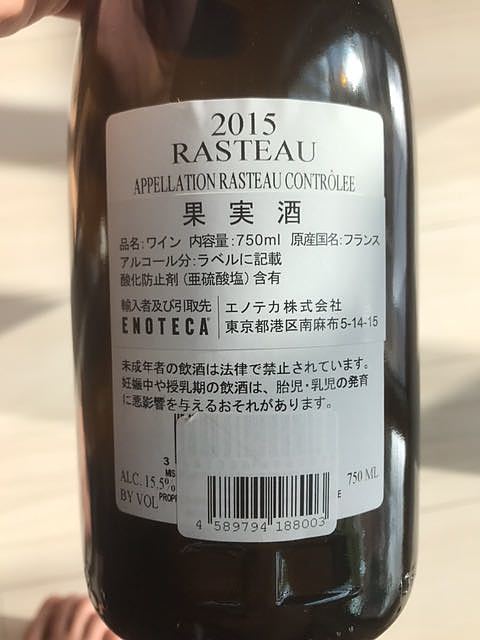 2015
RASTEAU
APPELLATION RASTEAU CONTRÔLÉE
果実酒
品名:ワイン 内容量:750ml 原産国名:フランス
アルコール分:ラベルに記載
酸化防止剤(亜硫酸塩)含有
輸入者及び引取先 エノテカ株式会社
ENOTECA 東京都港区南麻布5-14-15
未成年者の飲酒は法律で禁止されています。
妊娠中や授乳期の飲酒は、胎児・乳児の発育
に悪影響を与えるおそれがあります。
3
ALC. 15,5% MIS 750 ML
BY VOL PROP E
4 589794 188003